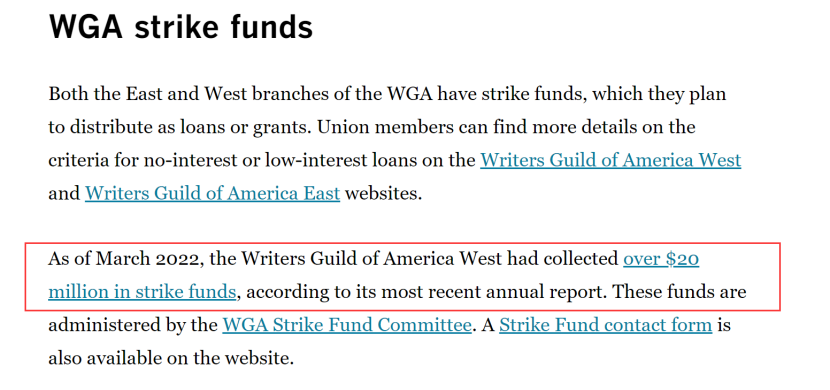 WGA strike funds
Both the East and West branches of the WGA have strike funds, which they plan
to distribute as loans or grants. Union members can find more details on the
criteria for no-interest or low-interest loans on the Writers Guild of America West
and Writers Guild of America East websites.
As of March 2022, the Writers Guild of America West had collected over $20
million in strike funds, according to its most recent annual report. These funds are
administered by the WGA Strike Fund Committee. A Strike Fund contact form is
also available on the website.